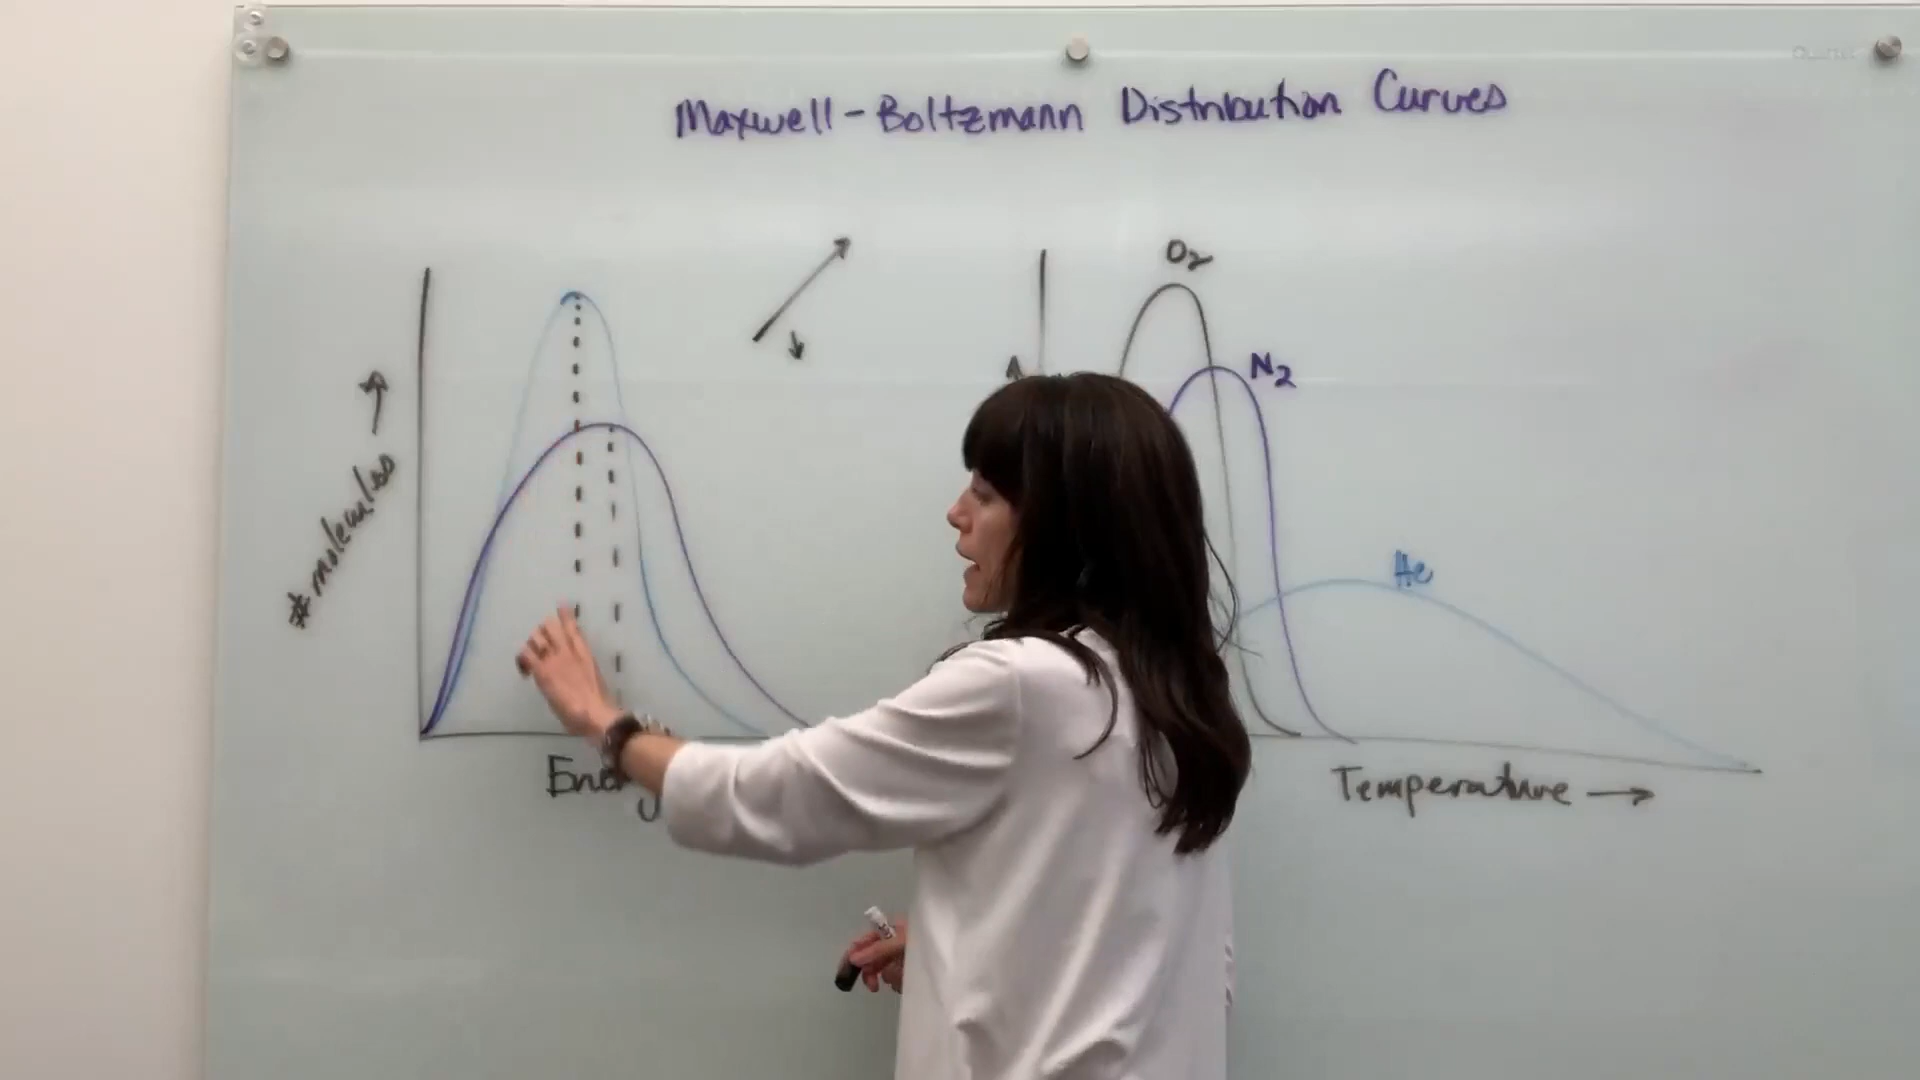 Maxwell-Boltzmann Distribution Curves
O2
N2
# molecules
He
Temperature →